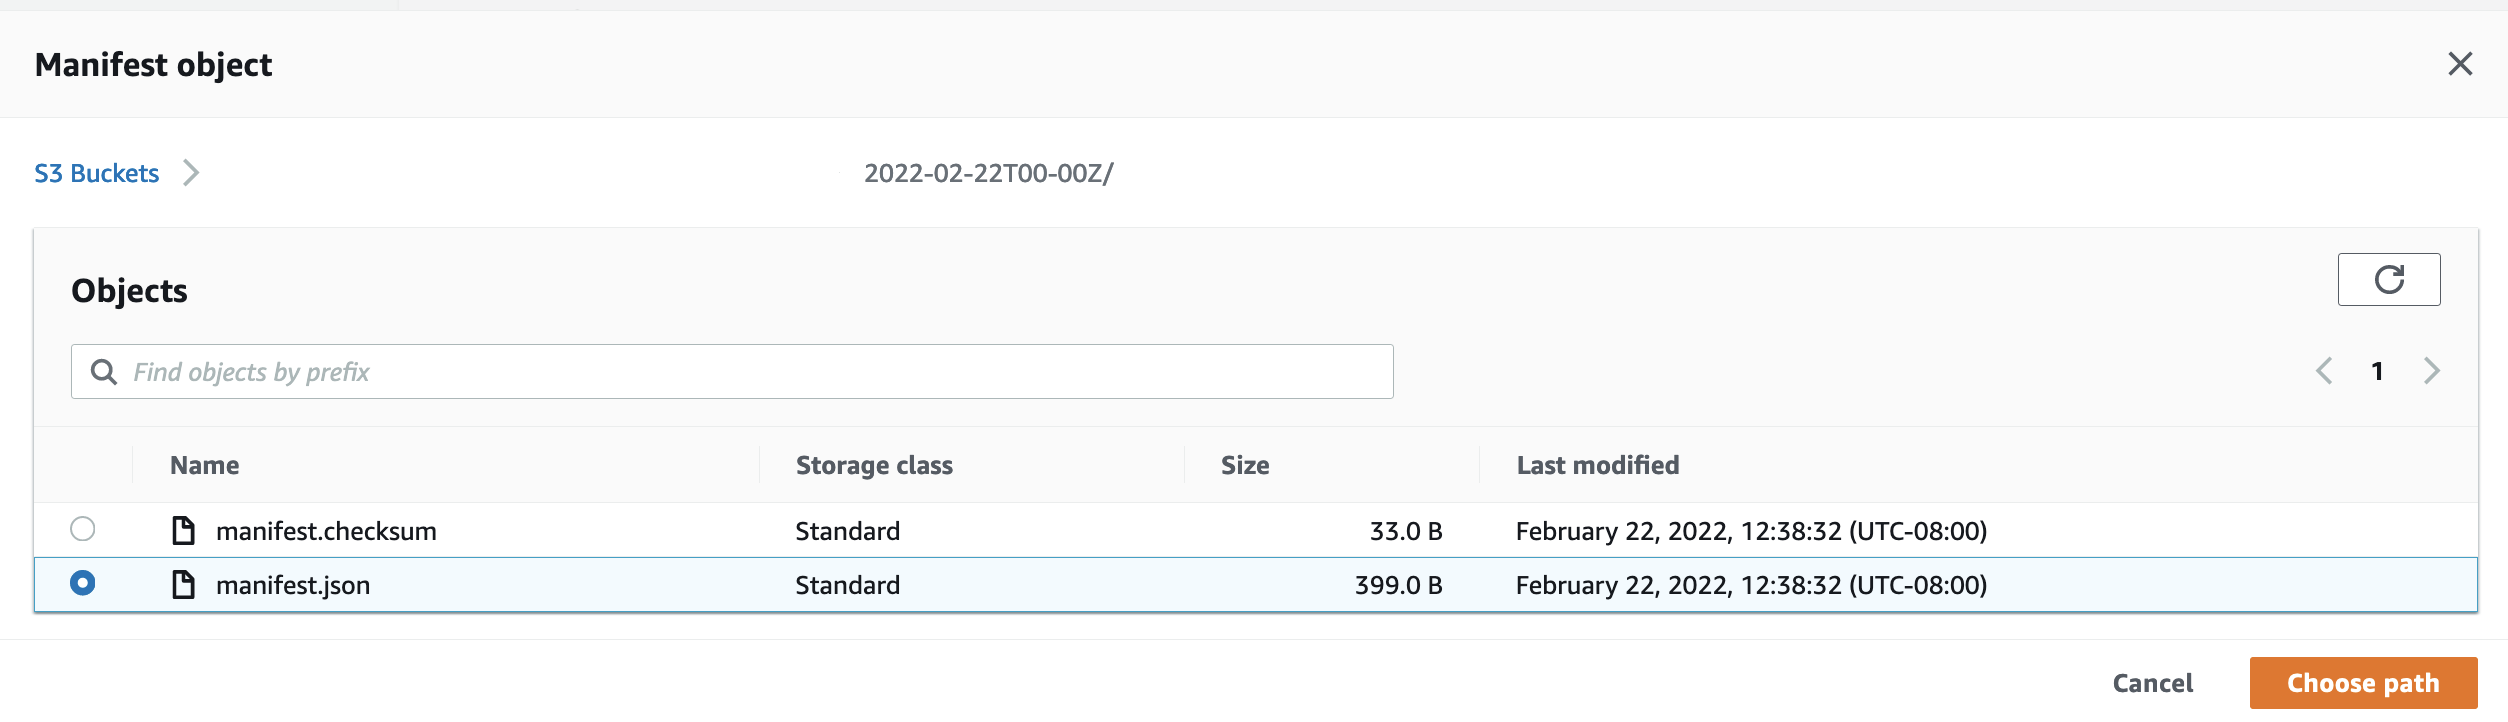 Manifest object
S3 Buckets 2022-02-22T00-00Z/
Objects
Find objects by prefix
1
Name Storage class Size Last modified
manifest.checksum Standard 33.0 B February 22, 2022, 12:38:32 (UTC-08:00)
manifest.json Standard 399.0 B February 22, 2022, 12:38:32 (UTC-08:00)
Cancel Choose path